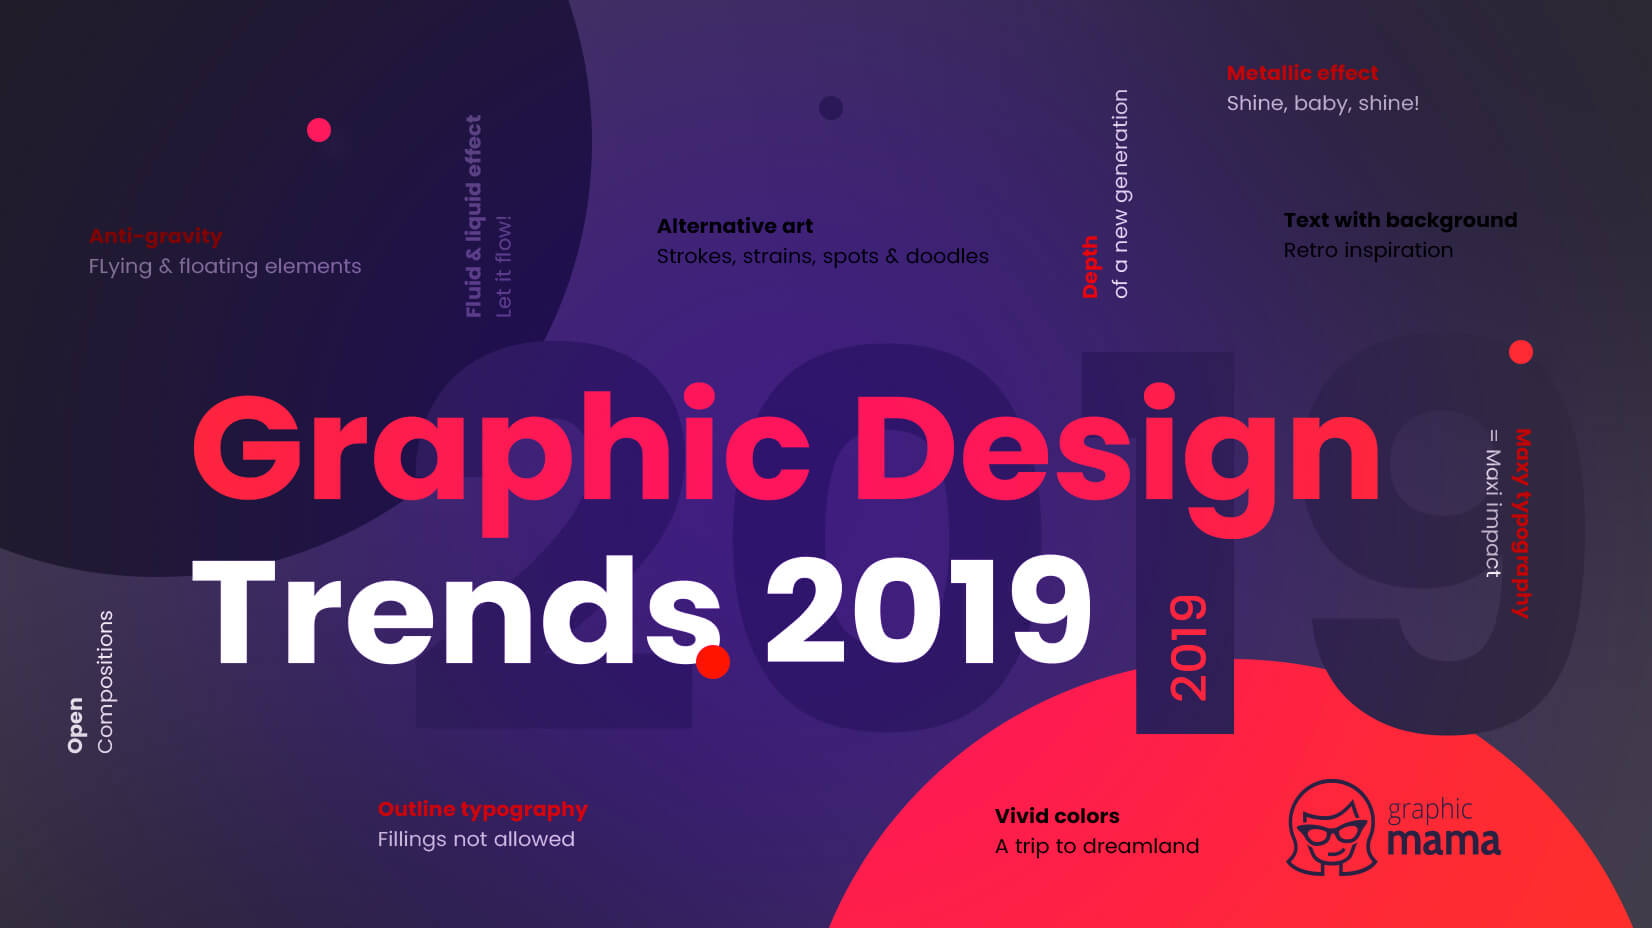 Metallic effect
Shine, baby, shine!
Anti-gravity
FLying & floating elements
Fluid & liquid effect
Let it flow!
Alternative art
Strokes, strains, spots & doodles
Depth
of a new generation
Text with background
Retro inspiration
2019
Graphic Design
Trends 2019
2019
Maxy typography
= Maxi impact
Open
Compositions
Outline typography
Fillings not allowed
Vivid colors
A trip to dreamland
graphic
mama